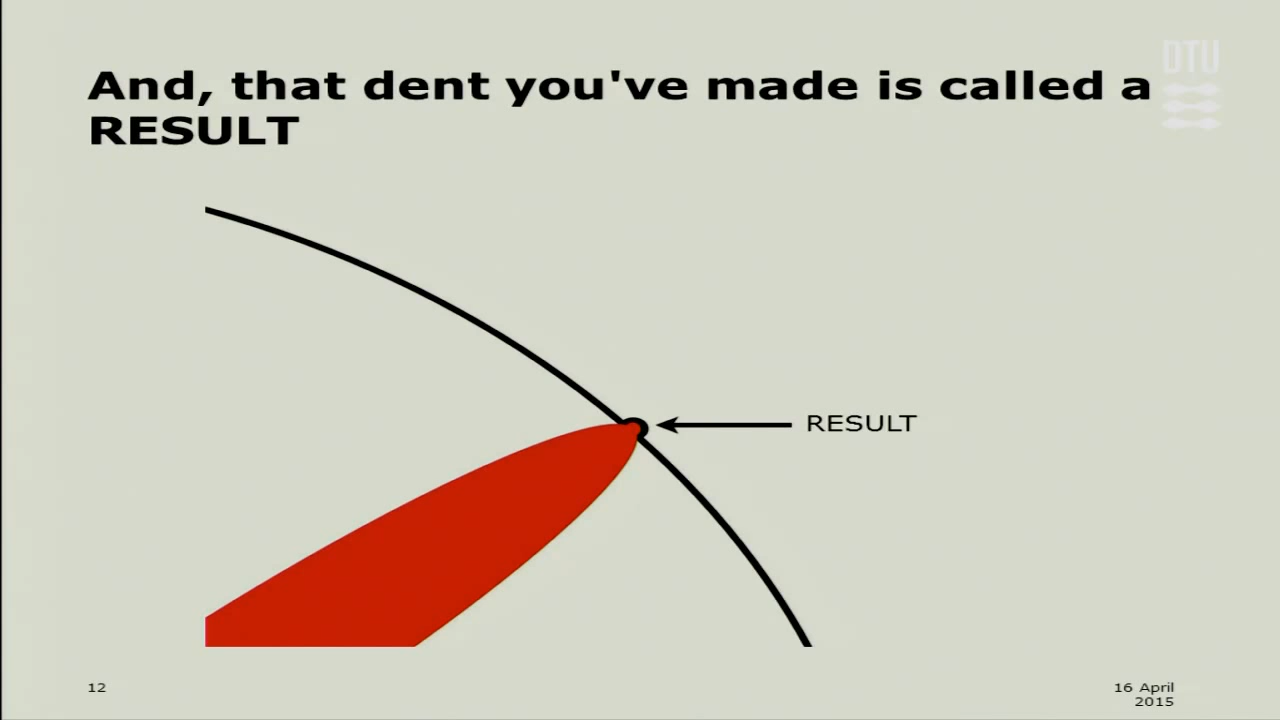 DTU
And, that dent you've made is called a
RESULT
RESULT
12
16 April
2015